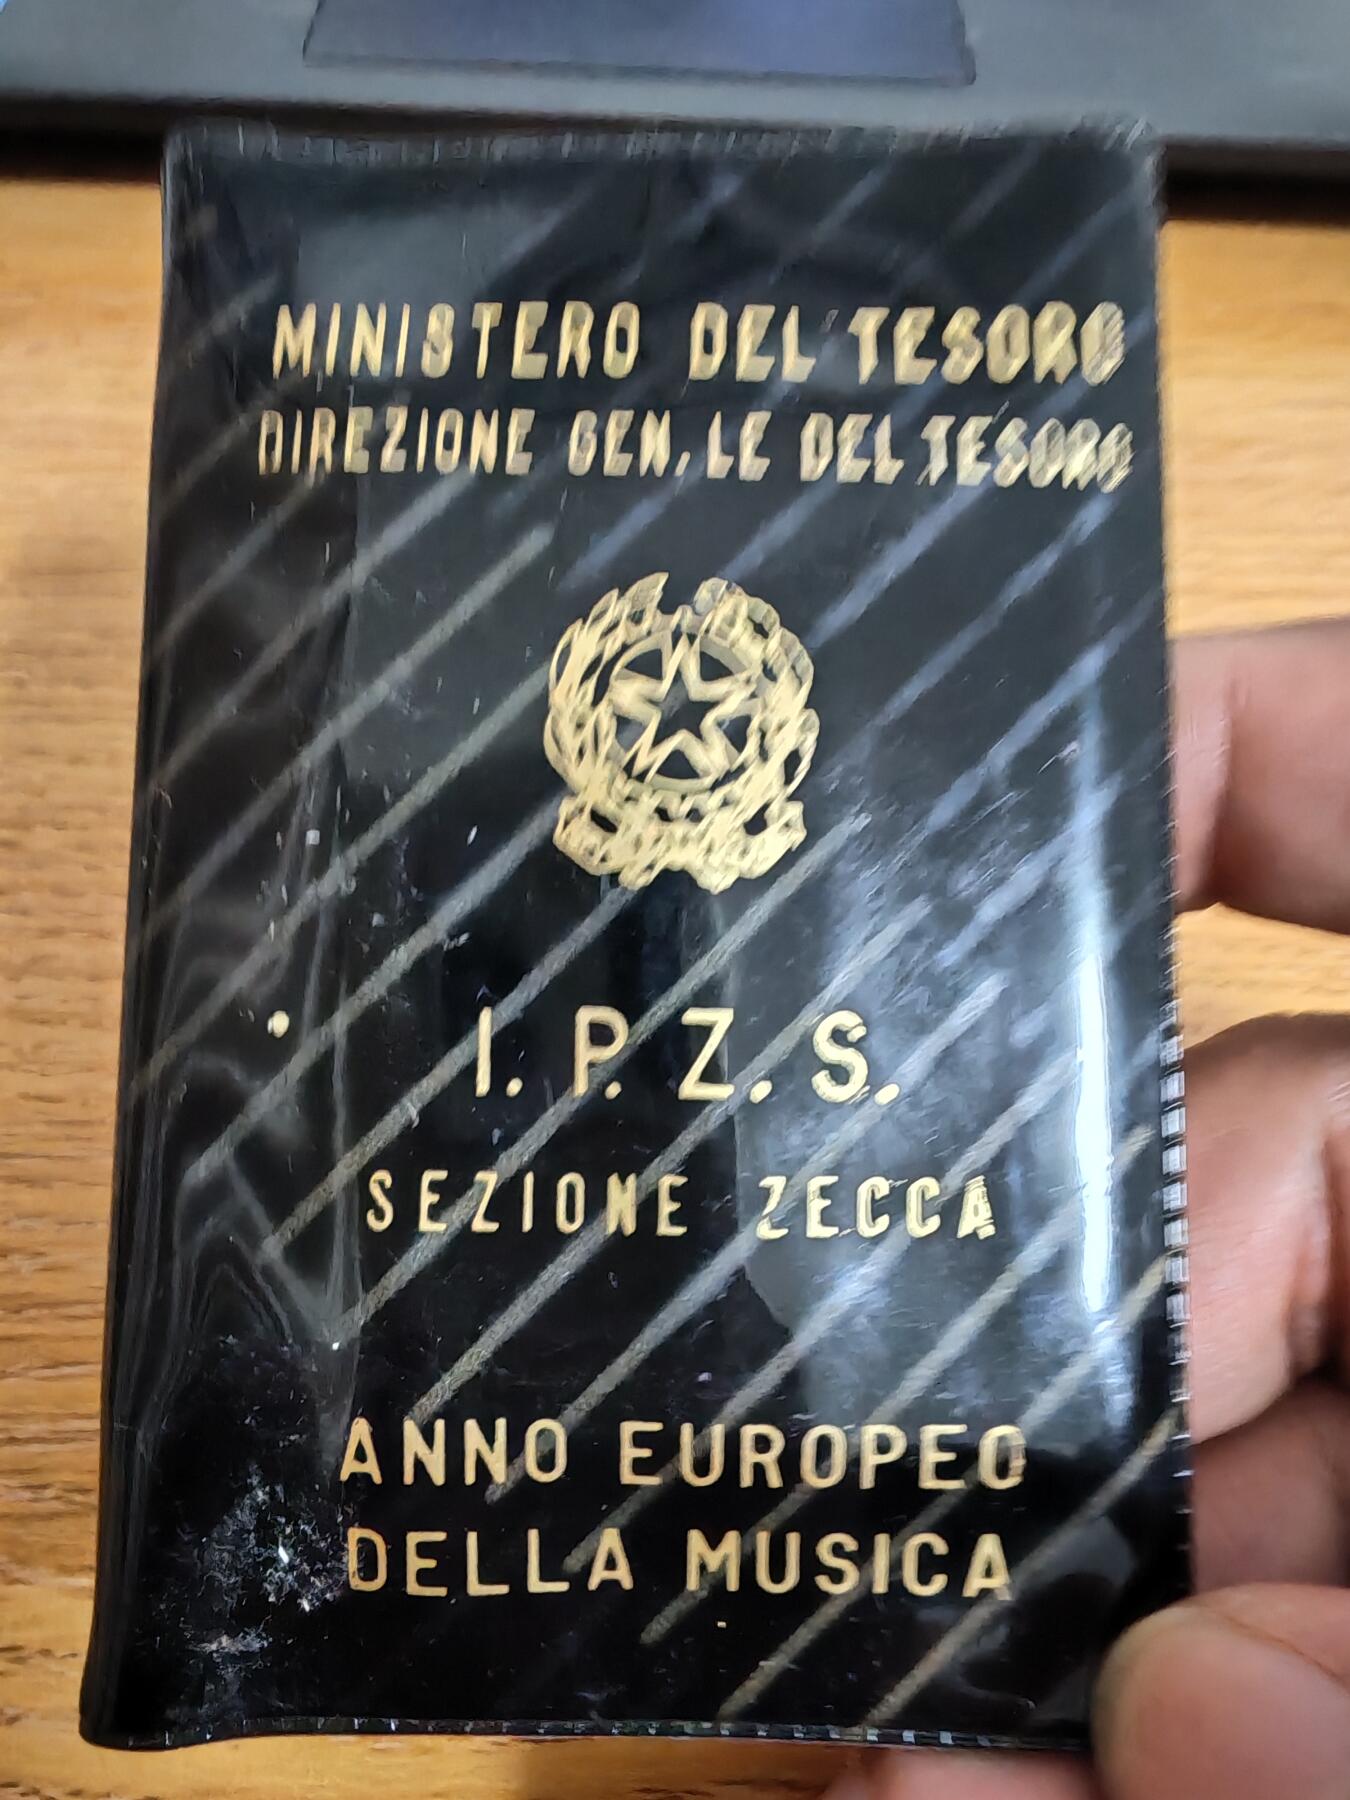 MINISTERO DEL TESORO
DIREZIONE GEN.LE DEL TESORO
I. P. Z. S.
SEZIONE ZECCA
ANNO EUROPEO
DELLA MUSICA